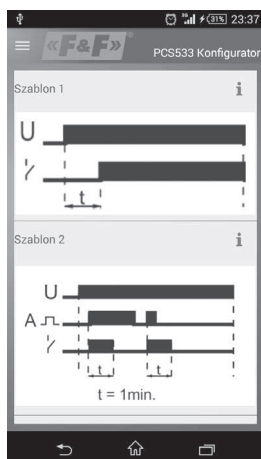 31% 23:37
«F&F» PCS533 Konfigurator
Szablon 1 i
U
t
Szablon 2 i
U
A
t t
t = 1min.